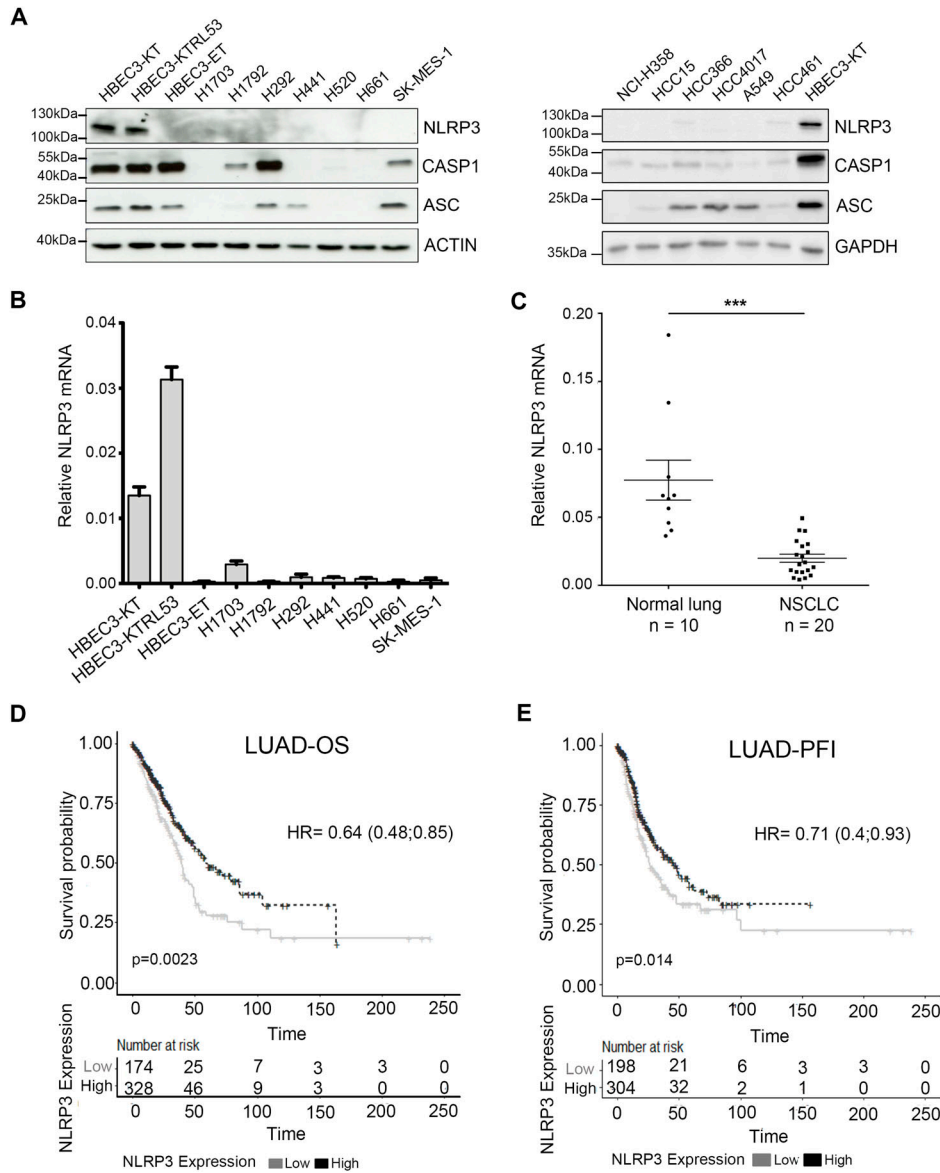 A
HBEC3-KT
HBEC3-KTRL53
HBEC3-ET
H1703
H1792
H292
H441
H520
H661
SK-MES-1
130kDa
100kDa
NLRP3
55kDa
40kDa
CASP1
25kDa
ASC
40kDa
ACTIN
NCI-H358
HCC15
HCC366
HCC4017
A549
HCC461
HBEC3-KT
130kDa
100kDa
NLRP3
55kDa
40kDa
CASP1
25kDa
ASC
35kDa
GAPDH
B
Relative NLRP3 mRNA
0.04
0.03
0.02
0.01
0.00
HBEC3-KT
HBEC3-KTRL53
HBEC3-ET
H1703
H1792
H292
H441
H520
H661
SK-MES-1
C
Relative NLRP3 mRNA
0.20
0.15
0.10
0.05
0.00
***
Normal lung
n = 10
NSCLC
n = 20
D
LUAD-OS
Survival probability
1.00
0.75
0.50
0.25
0.00
HR= 0.64 (0.48;0.85)
p=0.0023
0 50 100 150 200 250
Time
NLRP3 Expression
Number at risk
Low 174 25 7 3 3 0
High 328 46 9 3 0 0
0 50 100 150 200 250
Time
NLRP3 Expression Low High
E
LUAD-PFI
Survival probability
1.00
0.75
0.50
0.25
0.00
HR= 0.71 (0.4;0.93)
p=0.014
0 50 100 150 200 250
Time
NLRP3 Expression
Number at risk
Low 198 21 6 3 3 0
High 304 32 2 1 0 0
0 50 100 150 200 250
Time
NLRP3 Expression Low High